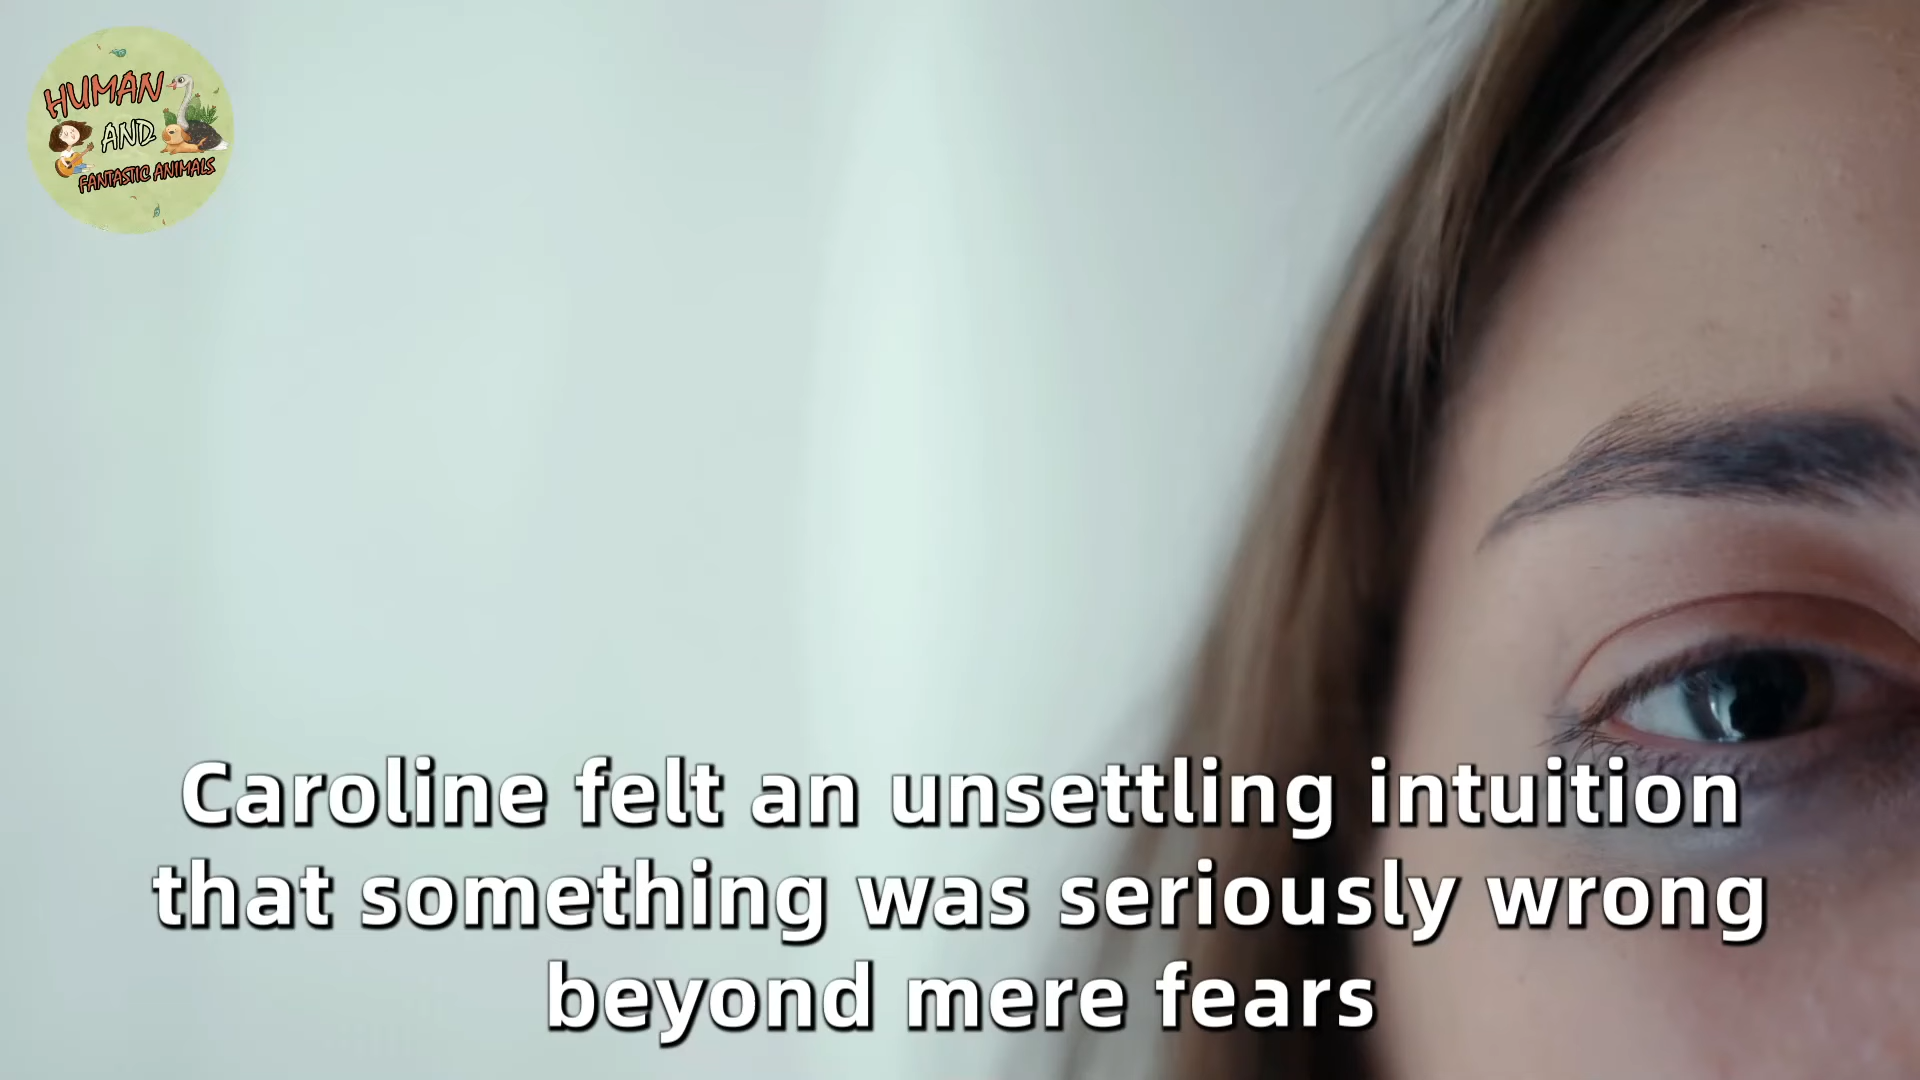 HUMAN
AND
FANTASTIC ANIMALS
Caroline felt an unsettling intuition
that something was seriously wrong
beyond mere fears